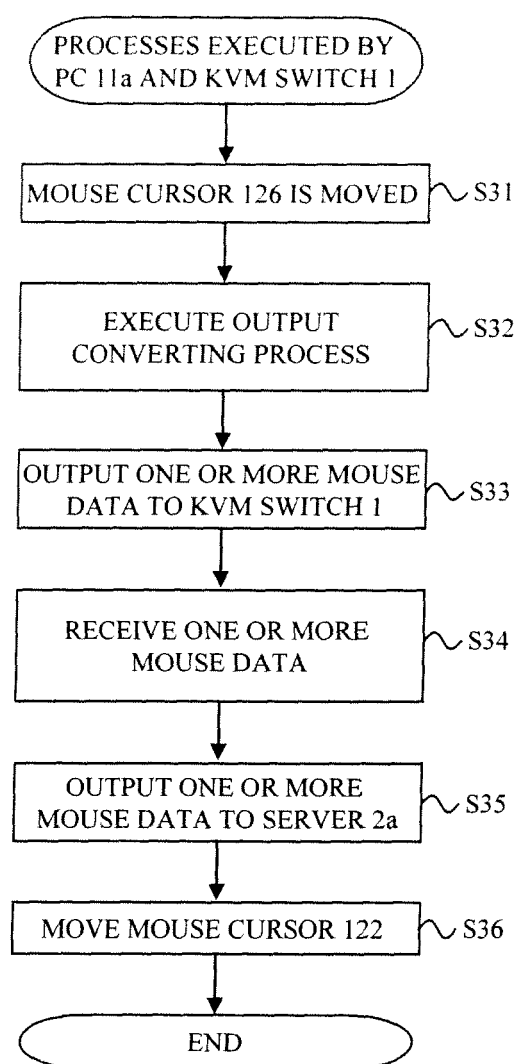 PROCESSES EXECUTED BY
PC 11a AND KVM SWITCH 1
MOUSE CURSOR 126 IS MOVED
S31
EXECUTE OUTPUT
CONVERTING PROCESS
S32
OUTPUT ONE OR MORE MOUSE
DATA TO KVM SWITCH 1
S33
RECEIVE ONE OR MORE
MOUSE DATA
S34
OUTPUT ONE OR MORE
MOUSE DATA TO SERVER 2a
S35
MOVE MOUSE CURSOR 122
S36
END